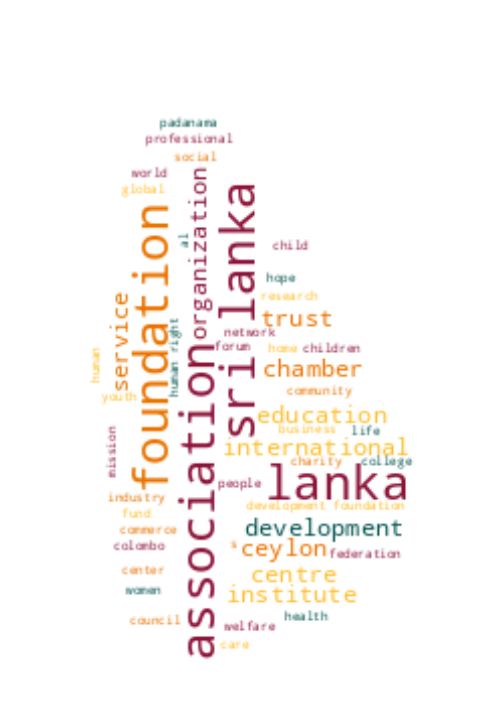 padanama
professional
social
world
global
al
organization
sri lanka
foundation
child
hope
research
service
trust
human right
network
forum
home
children
human
chamber
youth
community
association
education
business
life
international
mission
charity
college
lanka
people
industry
development foundation
fund
commerce
development
colombo
s
ceylon
federation
center
centre
women
institute
council
health
welfare
care